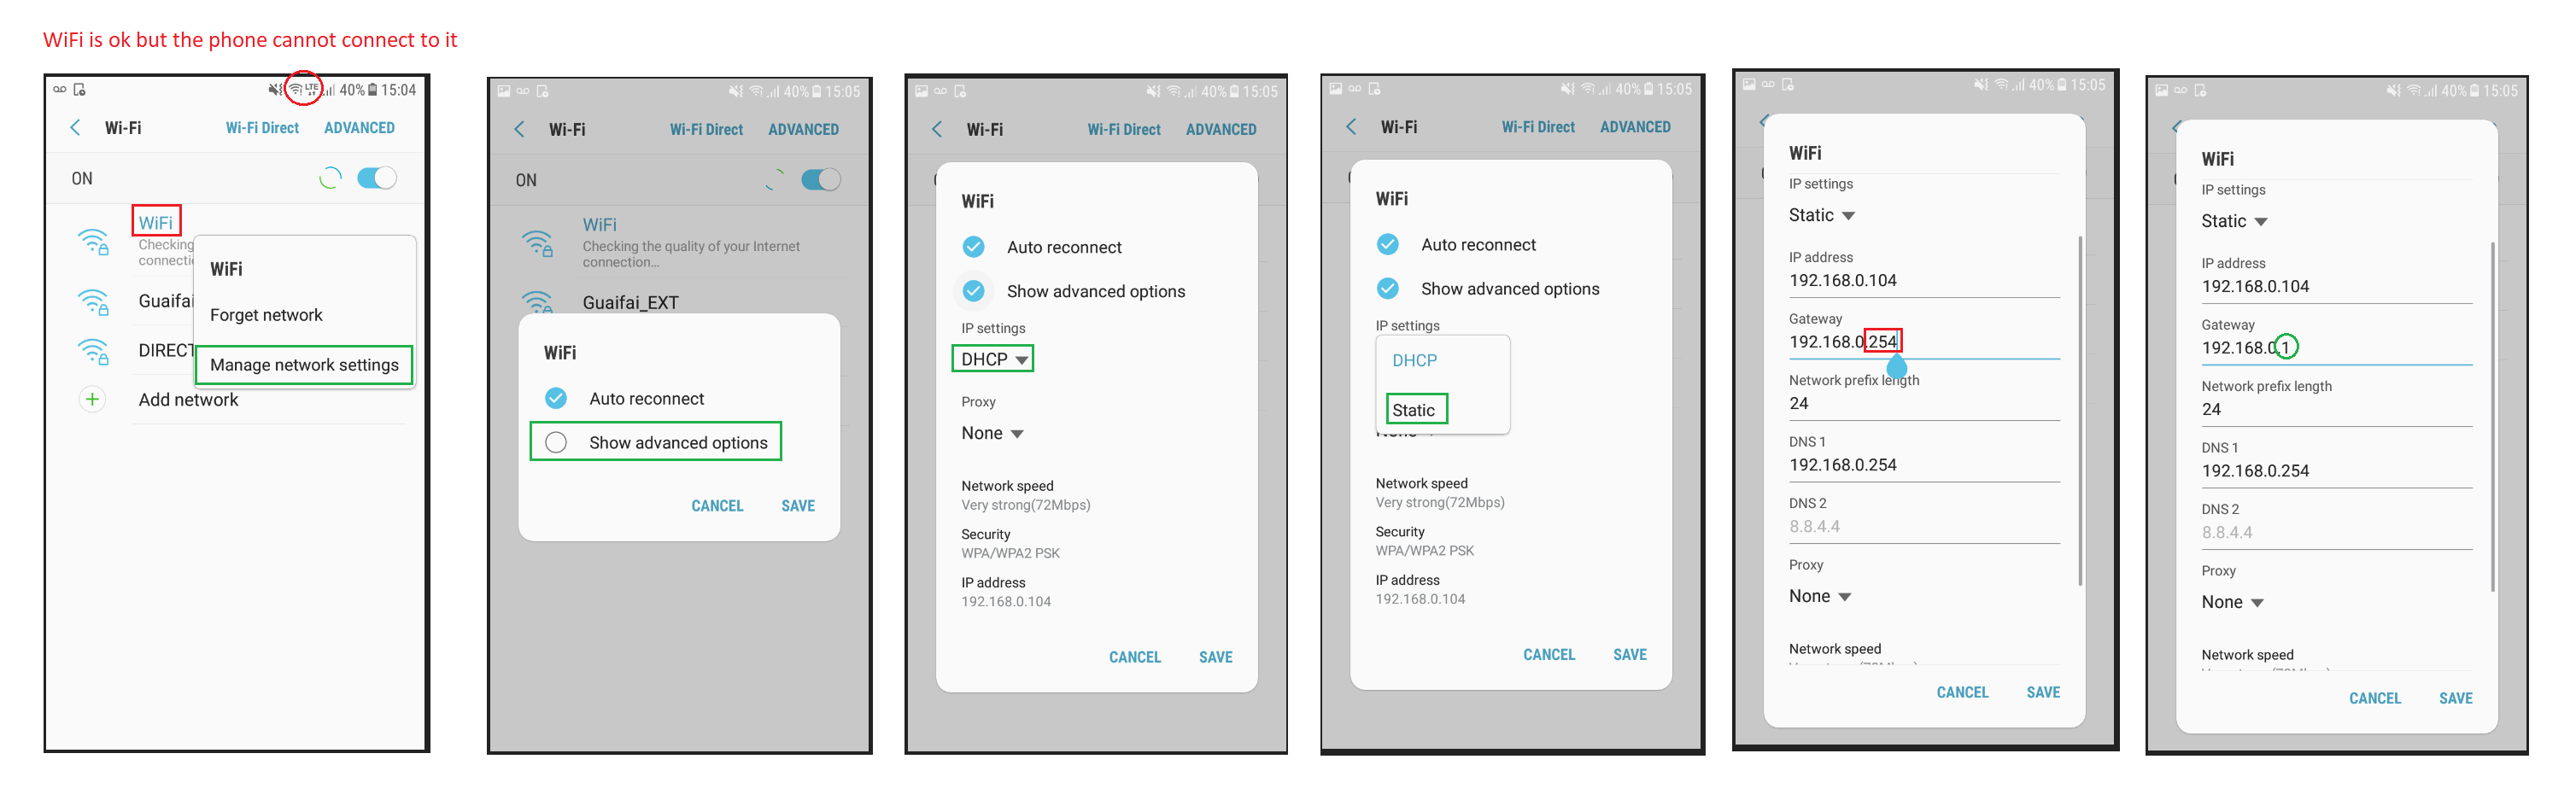 WiFi is ok but the phone cannot connect to it
LTE 40% 15:04
Wi-Fi Wi-Fi Direct ADVANCED
ON
WiFi
Checking
connecti
WiFi
Guaifai
Forget network
DIRECT
Manage network settings
Add network
40% 15:05
Wi-Fi Wi-Fi Direct ADVANCED
ON
WiFi
Checking the quality of your Internet
connection...
Guaifai_EXT
WiFi
Auto reconnect
Show advanced options
CANCEL SAVE
40% 15:05
Wi-Fi Wi-Fi Direct ADVANCED
WiFi
Auto reconnect
Show advanced options
IP settings
DHCP
Proxy
None
Network speed
Very strong(72Mbps)
Security
WPA/WPA2 PSK
IP address
192.168.0.104
CANCEL SAVE
40% 15:05
Wi-Fi Wi-Fi Direct ADVANCED
WiFi
Auto reconnect
Show advanced options
IP settings
DHCP
Static
Network speed
Very strong(72Mbps)
Security
WPA/WPA2 PSK
IP address
192.168.0.104
CANCEL SAVE
40% 15:05
WiFi
IP settings
Static
IP address
192.168.0.104
Gateway
192.168.0.254
Network prefix length
24
DNS 1
192.168.0.254
DNS 2
8.8.4.4
Proxy
None
Network speed
CANCEL SAVE
40% 15:05
WiFi
IP settings
Static
IP address
192.168.0.104
Gateway
192.168.0.1
Network prefix length
24
DNS 1
192.168.0.254
DNS 2
8.8.4.4
Proxy
None
Network speed
CANCEL SAVE